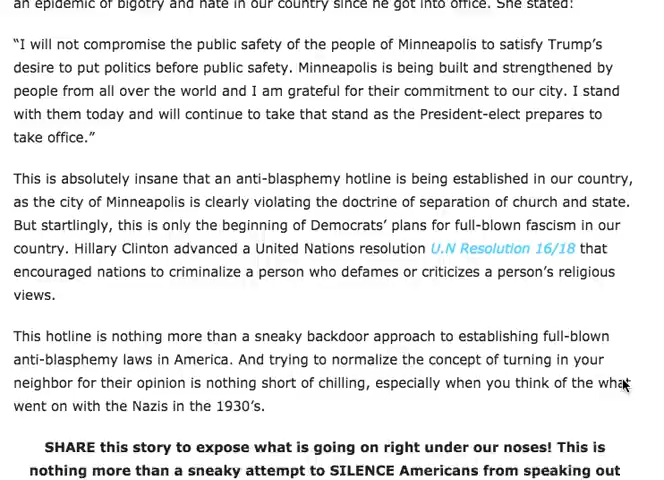 an epidemic of bigotry and hate in our country since he got into office. She stated:
“I will not compromise the public safety of the people of Minneapolis to satisfy Trump’s
desire to put politics before public safety. Minneapolis is being built and strengthened by
people from all over the world and I am grateful for their commitment to our city. I stand
with them today and will continue to take that stand as the President-elect prepares to
take office.”
This is absolutely insane that an anti-blasphemy hotline is being established in our country,
as the city of Minneapolis is clearly violating the doctrine of separation of church and state.
But startlingly, this is only the beginning of Democrats’ plans for full-blown fascism in our
country. Hillary Clinton advanced a United Nations resolution U.N Resolution 16/18 that
encouraged nations to criminalize a person who defames or criticizes a person’s religious
views.
This hotline is nothing more than a sneaky backdoor approach to establishing full-blown
anti-blasphemy laws in America. And trying to normalize the concept of turning in your
neighbor for their opinion is nothing short of chilling, especially when you think of the what
went on with the Nazis in the 1930’s.
SHARE this story to expose what is going on right under our noses! This is
nothing more than a sneaky attempt to SILENCE Americans from speaking out